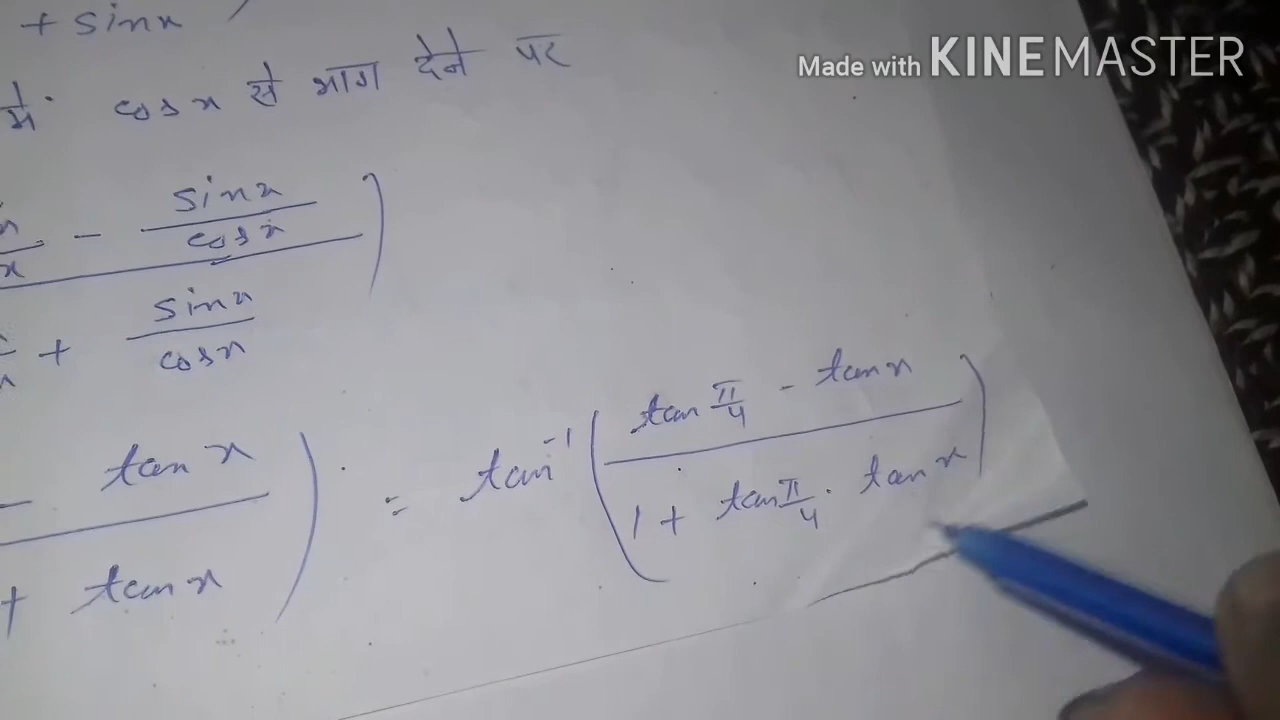 + sinx
में cosx से भाग देने पर
Made with KINEMASTER
x/x - sinx/cosx )
x + sinx/cosx
- tan x / + tan x ) = tan⁻¹ ( tan π/4 - tan x / 1 + tan π/4 . tan x )